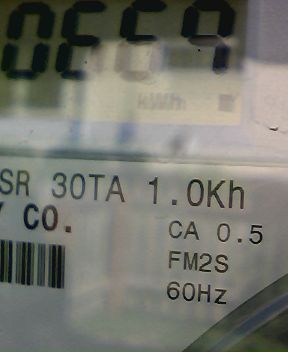 kWh
SR 30TA 1.0Kh
Y CO.
CA 0.5
FM2S
60Hz